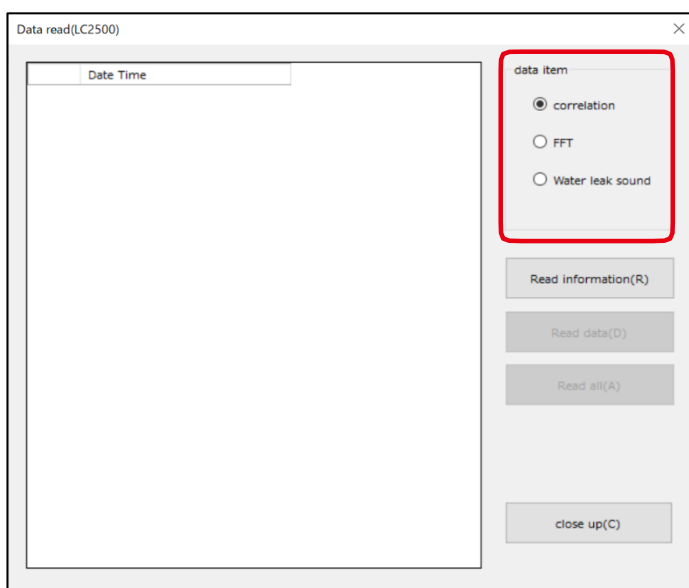 Data read(LC2500)
Date Time
data item
correlation
FFT
Water leak sound
Read information(R)
Read data(D)
Read all(A)
close up(C)